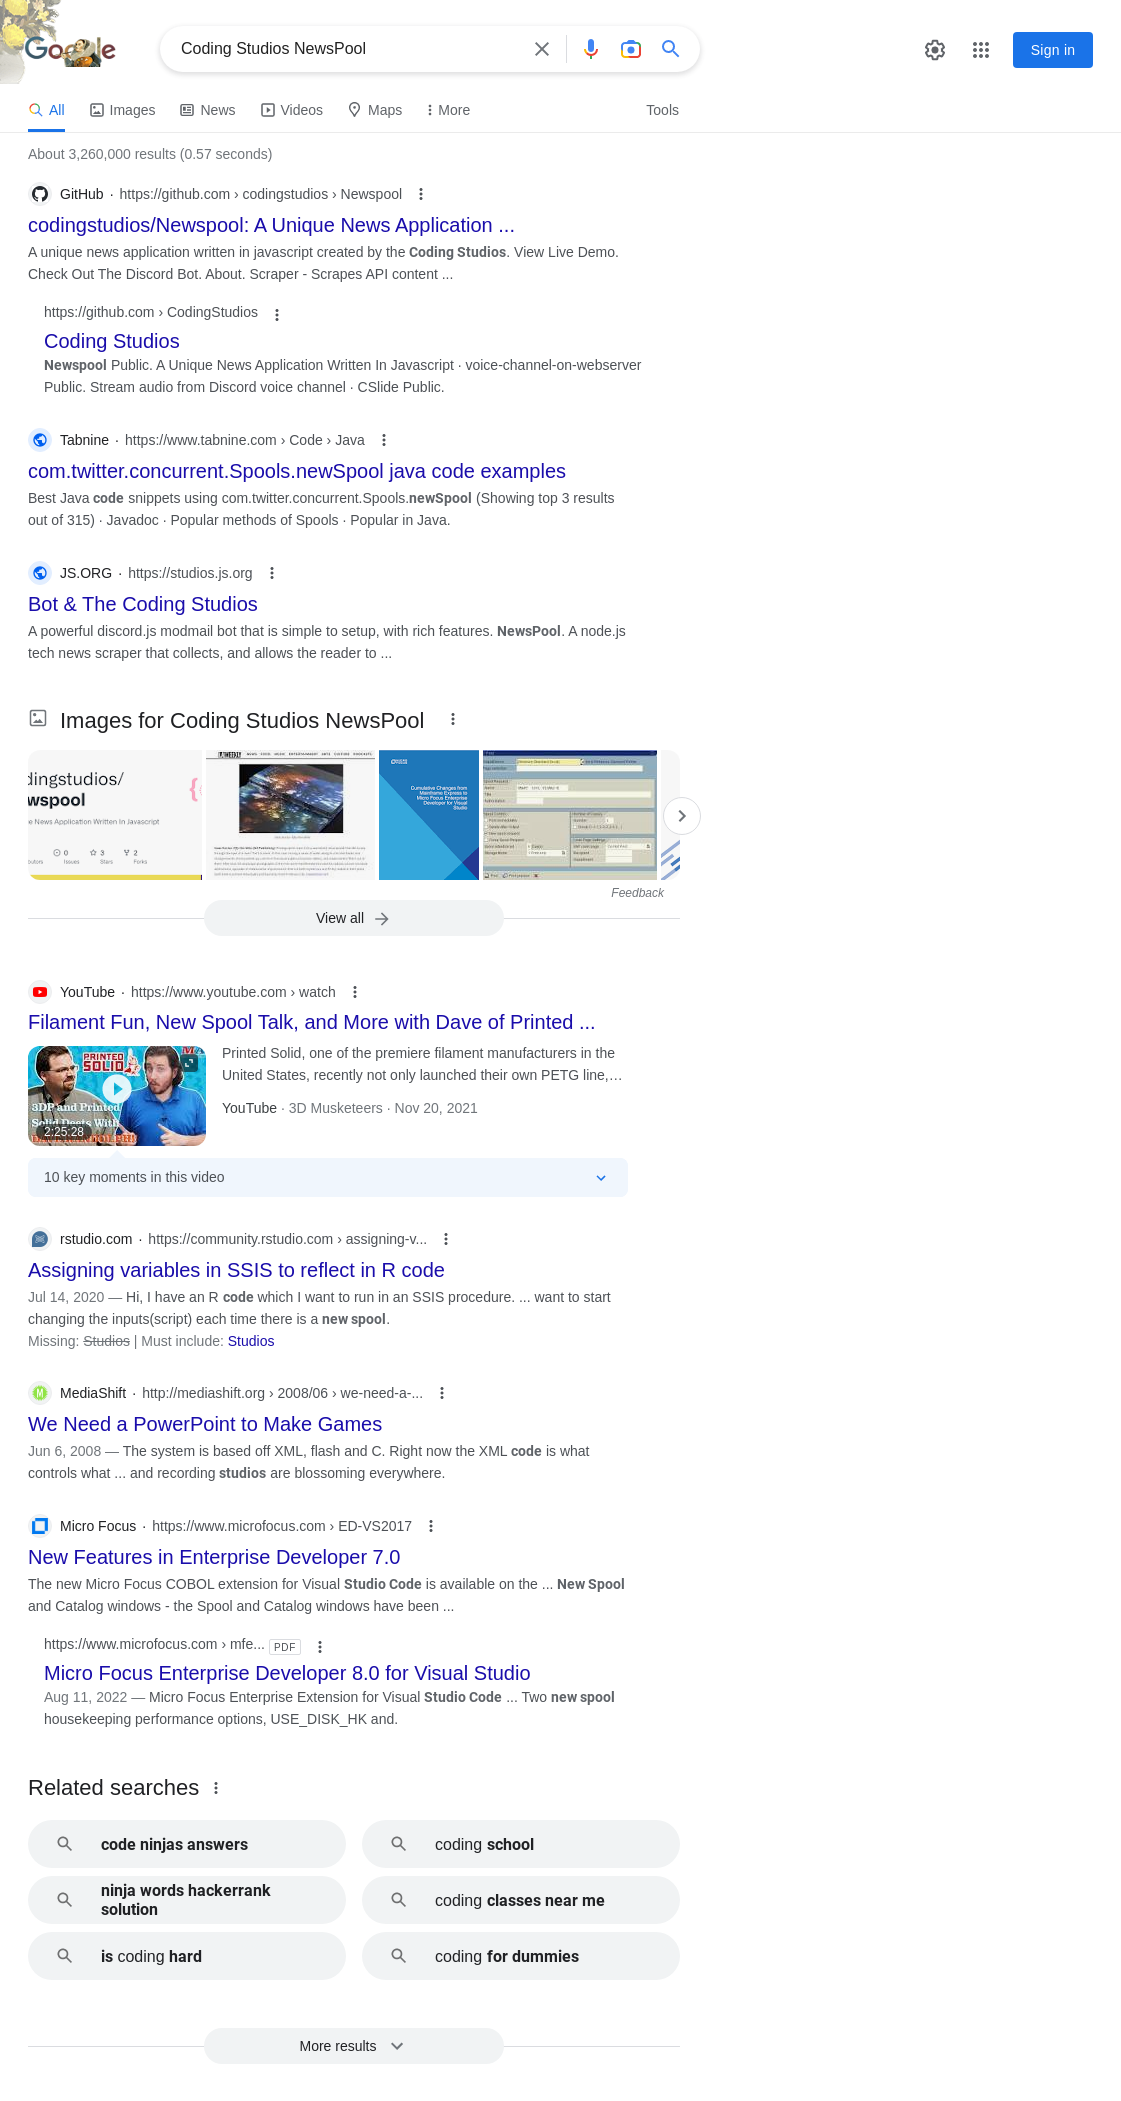 Google
Coding Studios NewsPool
Sign in
All
Images
News
Videos
Maps
More
Tools
About 3,260,000 results (0.57 seconds)
GitHub · https://github.com › codingstudios › Newspool
codingstudios/Newspool: A Unique News Application ...
A unique news application written in javascript created by the Coding Studios. View Live Demo.
Check Out The Discord Bot. About. Scraper - Scrapes API content ...
https://github.com › CodingStudios
Coding Studios
Newspool Public. A Unique News Application Written In Javascript · voice-channel-on-webserver
Public. Stream audio from Discord voice channel · CSlide Public.
Tabnine · https://www.tabnine.com › Code › Java
com.twitter.concurrent.Spools.newSpool java code examples
Best Java code snippets using com.twitter.concurrent.Spools.newSpool (Showing top 3 results
out of 315) · Javadoc · Popular methods of Spools · Popular in Java.
JS.ORG · https://studios.js.org
Bot & The Coding Studios
A powerful discord.js modmail bot that is simple to setup, with rich features. NewsPool. A node.js
tech news scraper that collects, and allows the reader to ...
Images for Coding Studios NewsPool
dingstudios/
wspool
e News Application Written In Javascript
0
3
2
Issues
Stars
Forks
Cumulative Changes from
Mainframe Express to
Micro Focus Enterprise
Developer for Visual
Studio
Feedback
View all
YouTube · https://www.youtube.com › watch
Filament Fun, New Spool Talk, and More with Dave of Printed ...
PRINTED
SOLID
3DP and Printed
Solid Deets With
2:25:28
Printed Solid, one of the premiere filament manufacturers in the
United States, recently not only launched their own PETG line,...
YouTube · 3D Musketeers · Nov 20, 2021
10 key moments in this video
rstudio.com · https://community.rstudio.com › assigning-v...
Assigning variables in SSIS to reflect in R code
Jul 14, 2020 — Hi, I have an R code which I want to run in an SSIS procedure. ... want to start
changing the inputs(script) each time there is a new spool.
Missing: Studios | Must include: Studios
MediaShift · http://mediashift.org › 2008/06 › we-need-a-...
We Need a PowerPoint to Make Games
Jun 6, 2008 — The system is based off XML, flash and C. Right now the XML code is what
controls what ... and recording studios are blossoming everywhere.
Micro Focus · https://www.microfocus.com › ED-VS2017
New Features in Enterprise Developer 7.0
The new Micro Focus COBOL extension for Visual Studio Code is available on the ... New Spool
and Catalog windows - the Spool and Catalog windows have been ...
https://www.microfocus.com › mfe... PDF
Micro Focus Enterprise Developer 8.0 for Visual Studio
Aug 11, 2022 — Micro Focus Enterprise Extension for Visual Studio Code ... Two new spool
housekeeping performance options, USE_DISK_HK and.
Related searches
code ninjas answers
coding school
ninja words hackerrank
solution
coding classes near me
is coding hard
coding for dummies
More results